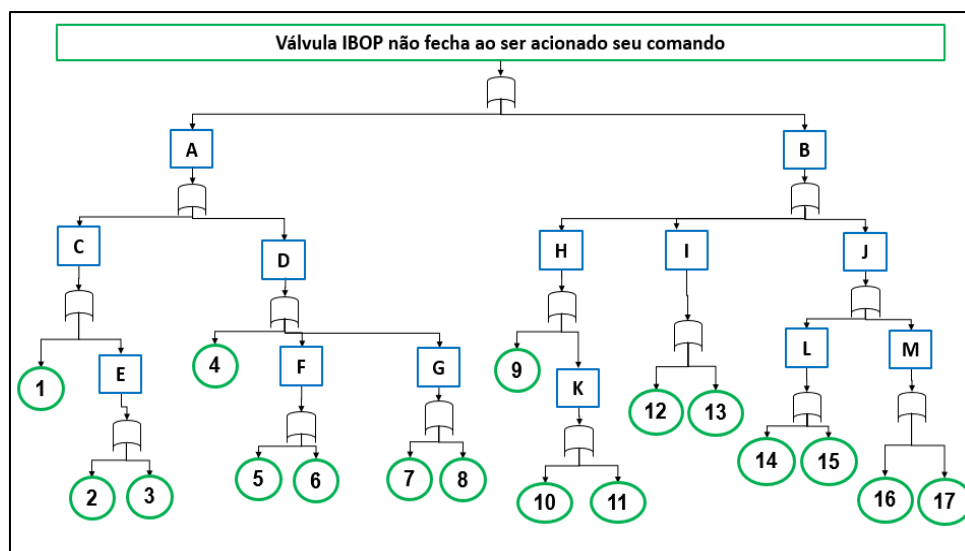 Válvula IBOP não fecha ao ser acionado seu comando
A
B
C
D
H
I
J
1
E
4
F
G
9
K
12
13
L
M
2
3
5
6
7
8
10
11
14
15
16
17